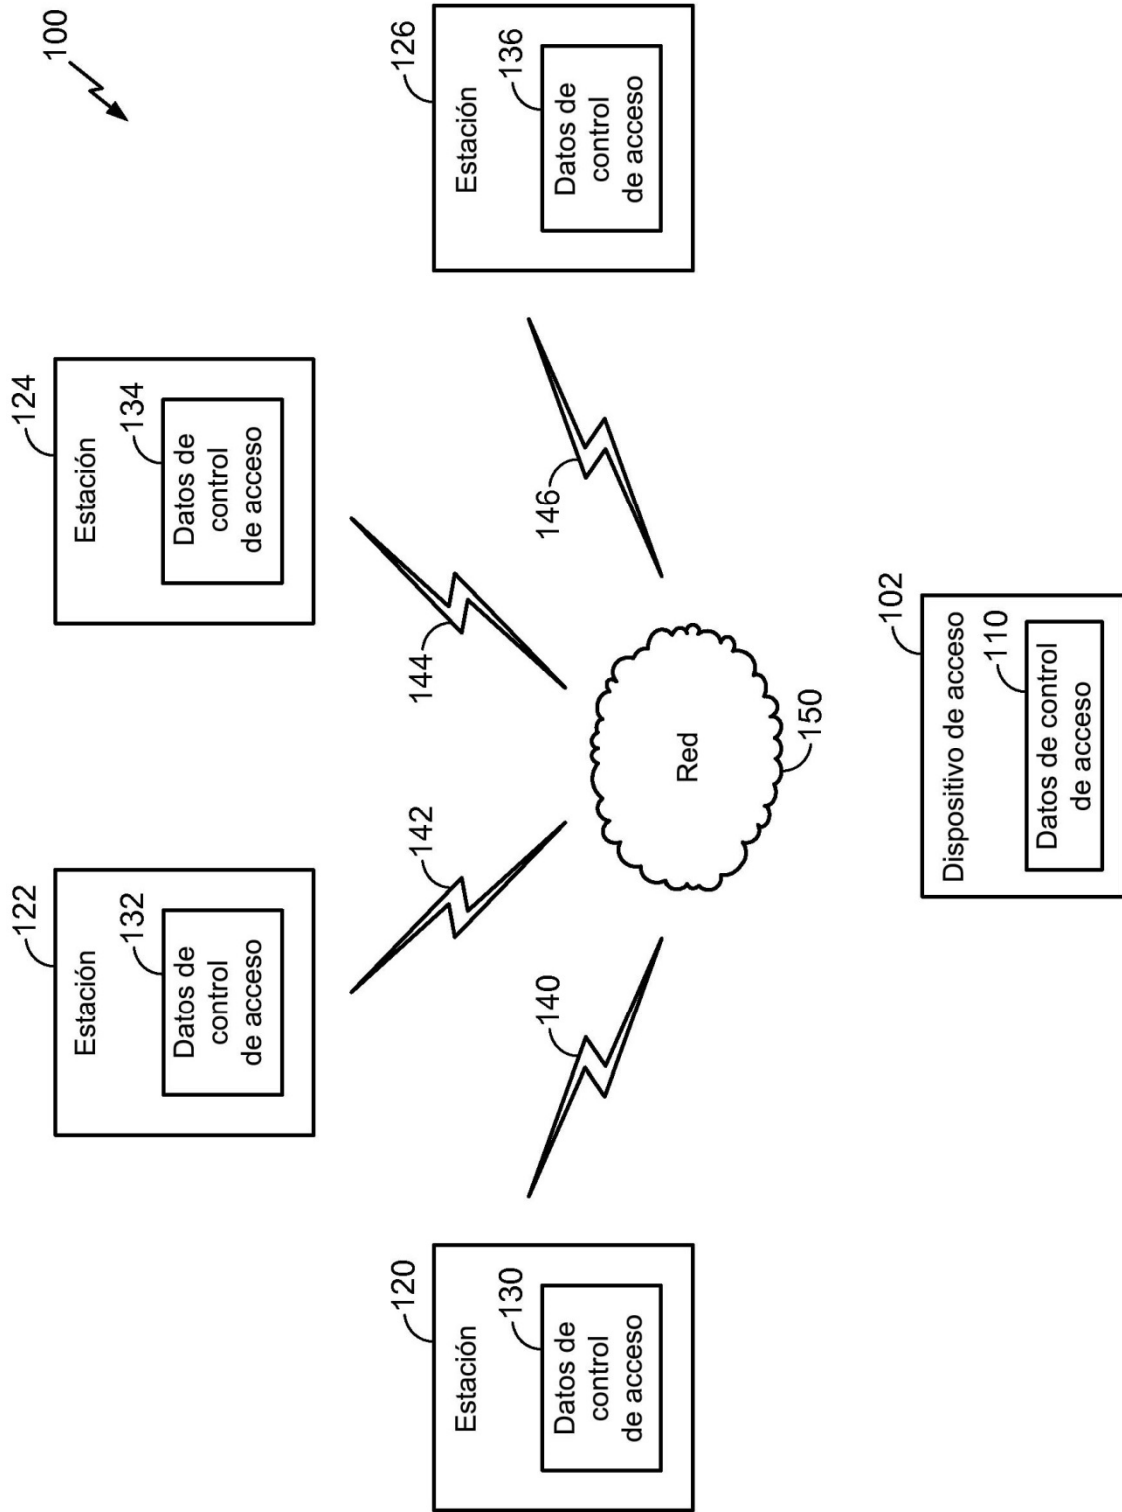 100
122
Estación
132
Datos de
control
de acceso
124
Estación
134
Datos de
control
de acceso
120
Estación
130
Datos de
control
de acceso
126
Estación
136
Datos de
control
de acceso
140
142
144
146
Red
150
102
Dispositivo de acceso
110
Datos de control
de acceso